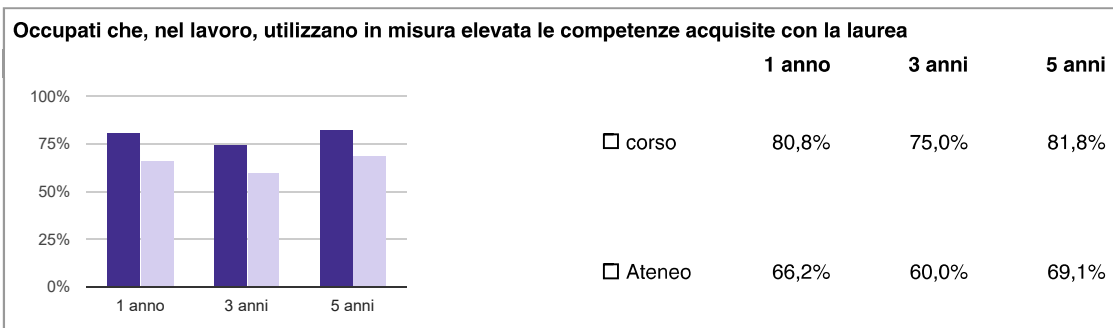 Occupati che, nel lavoro, utilizzano in misura elevata le competenze acquisite con la laurea
1 anno 3 anni 5 anni
100%
75%
50%
25%
0%
1 anno 3 anni 5 anni
corso 80,8% 75,0% 81,8%
Ateneo 66,2% 60,0% 69,1%